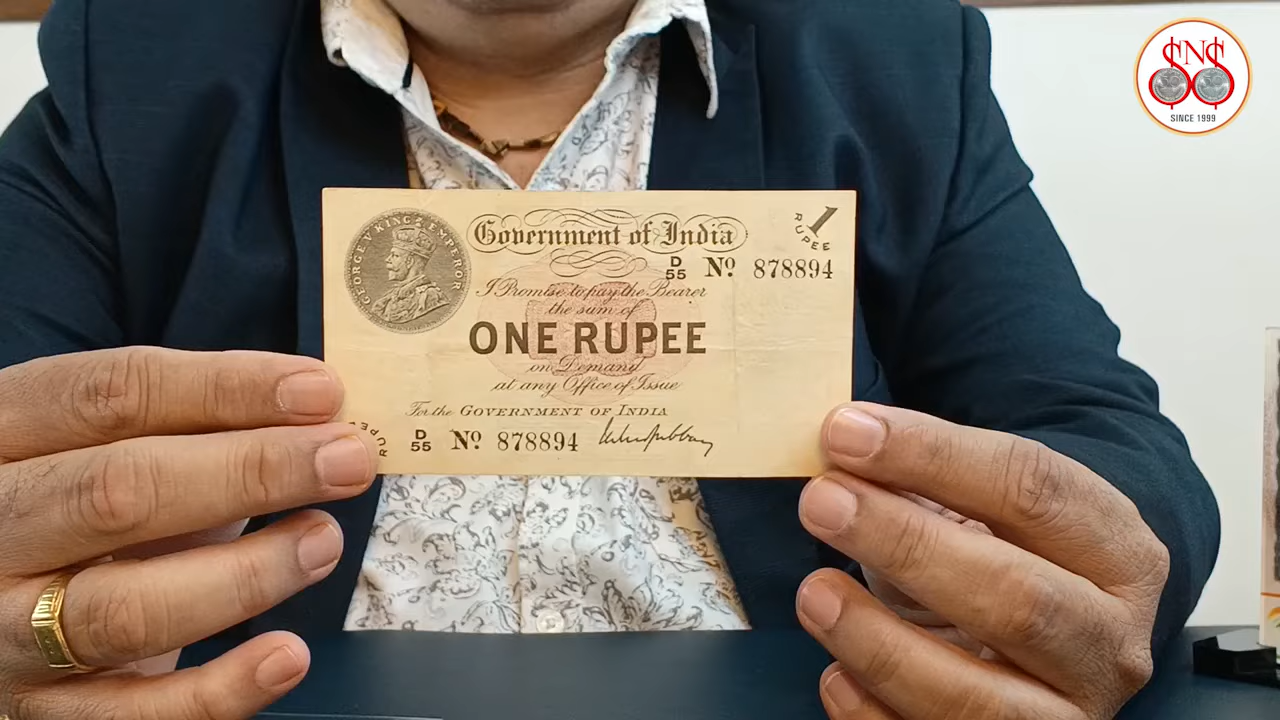 $N$
SINCE 1999
GEORGE V KING & EMPEROR
Government of India
1
RUPEE
D
55 No 878894
I Promise to pay the Bearer
the sum of
ONE RUPEE
on Demand
at any Office of Issue
For the GOVERNMENT OF INDIA
RUPEE
D
55 No 878894